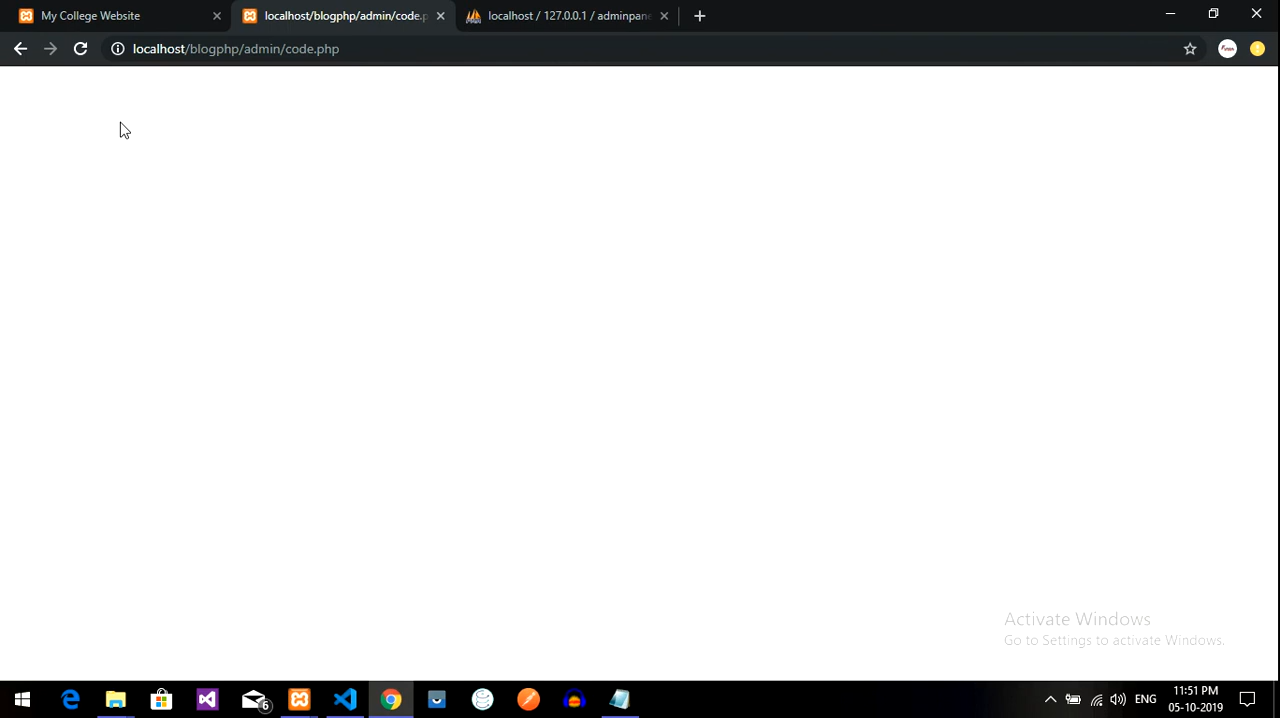 My College Website
localhost/blogphp/admin/code.p
localhost / 127.0.0.1 / adminpane
localhost/blogphp/admin/code.php
Activate Windows
Go to Settings to activate Windows.
6
ENG
11:51 PM
05-10-2019